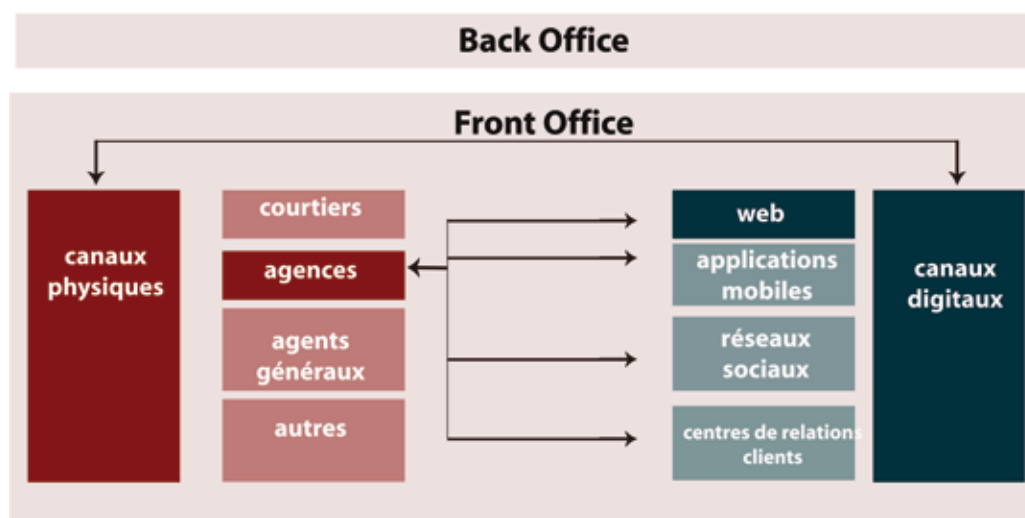 Back Office
Front Office
canaux
physiques
courtiers
agences
agents
généraux
autres
web
applications
mobiles
réseaux
sociaux
centres de relations
clients
canaux
digitaux